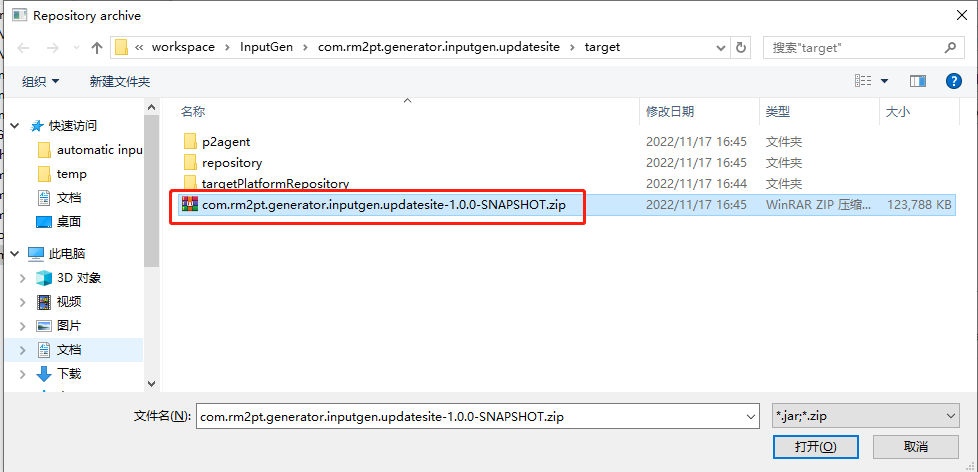 Repository archive
« workspace › InputGen › com.rm2pt.generator.inputgen.updatesite › target
搜索"target"
组织
新建文件夹
名称 修改日期 类型 大小
快速访问
automatic inpu
temp
文档
桌面
此电脑
3D 对象
视频
图片
文档
下载
p2agent 2022/11/17 16:45 文件夹
repository 2022/11/17 16:45 文件夹
targetPlatformRepository 2022/11/17 16:44 文件夹
com.rm2pt.generator.inputgen.updatesite-1.0.0-SNAPSHOT.zip 2022/11/17 16:45 WinRAR ZIP 压缩... 123,788 KB
文件名(N): com.rm2pt.generator.inputgen.updatesite-1.0.0-SNAPSHOT.zip *.jar;*.zip
打开(O) 取消